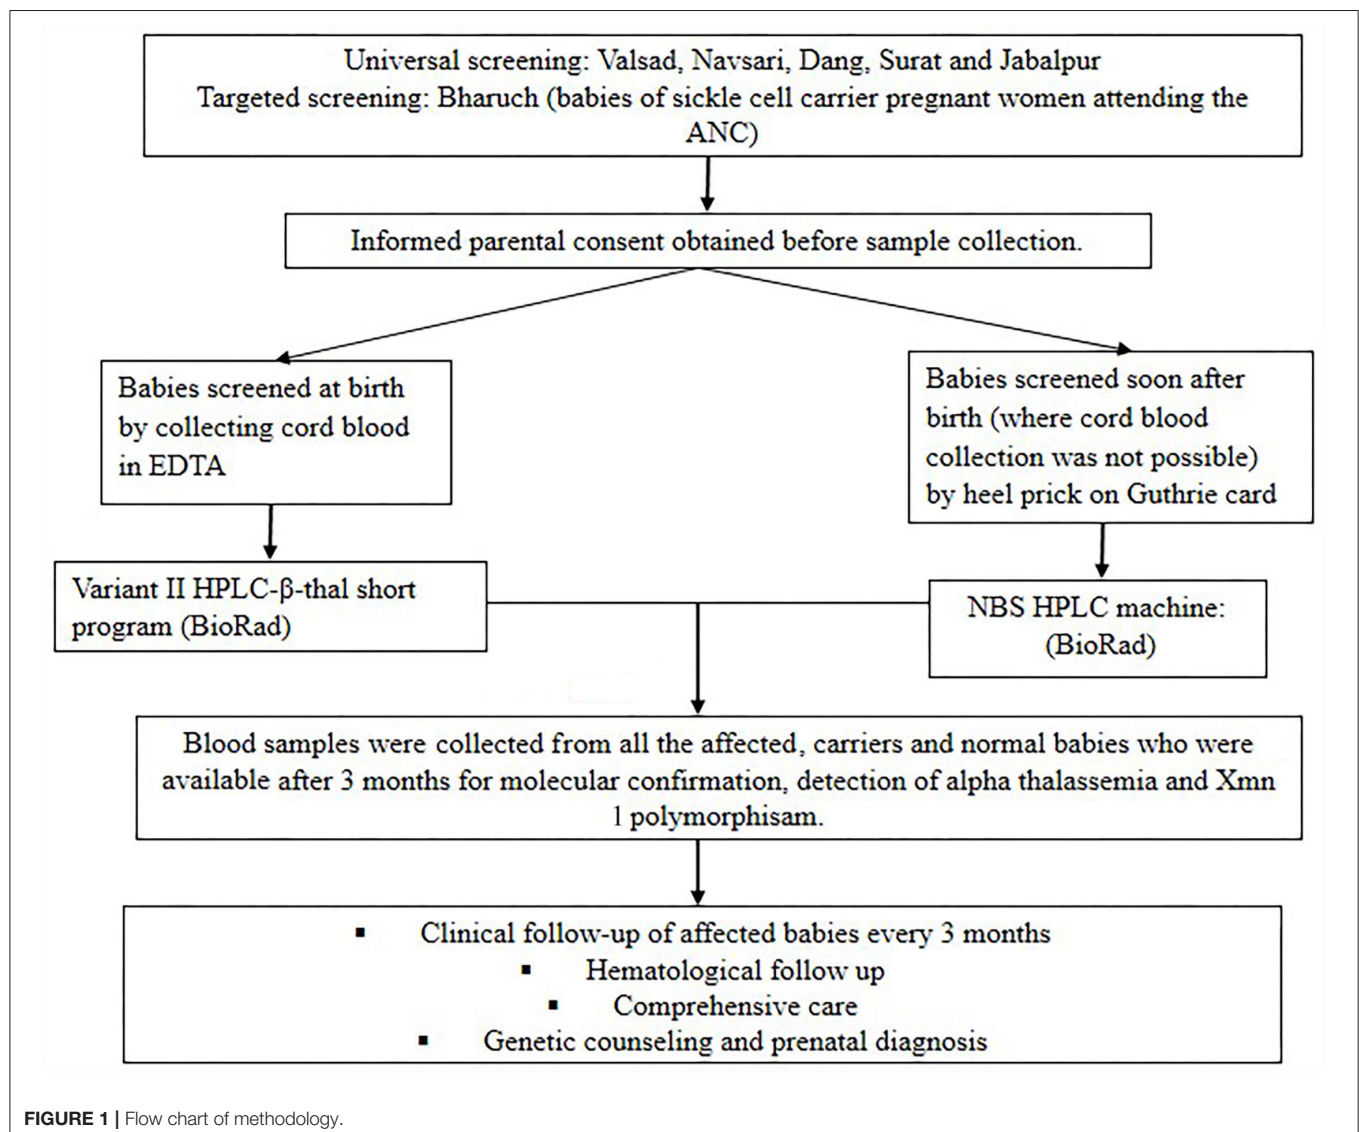 Universal screening: Valsad, Navsari, Dang, Surat and Jabalpur
Targeted screening: Bharuch (babies of sickle cell carrier pregnant women attending the
ANC)
Informed parental consent obtained before sample collection.
Babies screened at birth
by collecting cord blood
in EDTA
Babies screened soon after
birth (where cord blood
collection was not possible)
by heel prick on Guthrie card
Variant II HPLC-β-thal short
program (BioRad)
NBS HPLC machine:
(BioRad)
Blood samples were collected from all the affected, carriers and normal babies who were
available after 3 months for molecular confirmation, detection of alpha thalassemia and Xmn
1 polymorphisam.
▪ Clinical follow-up of affected babies every 3 months
▪ Hematological follow up
▪ Comprehensive care
▪ Genetic counseling and prenatal diagnosis
FIGURE 1 | Flow chart of methodology.